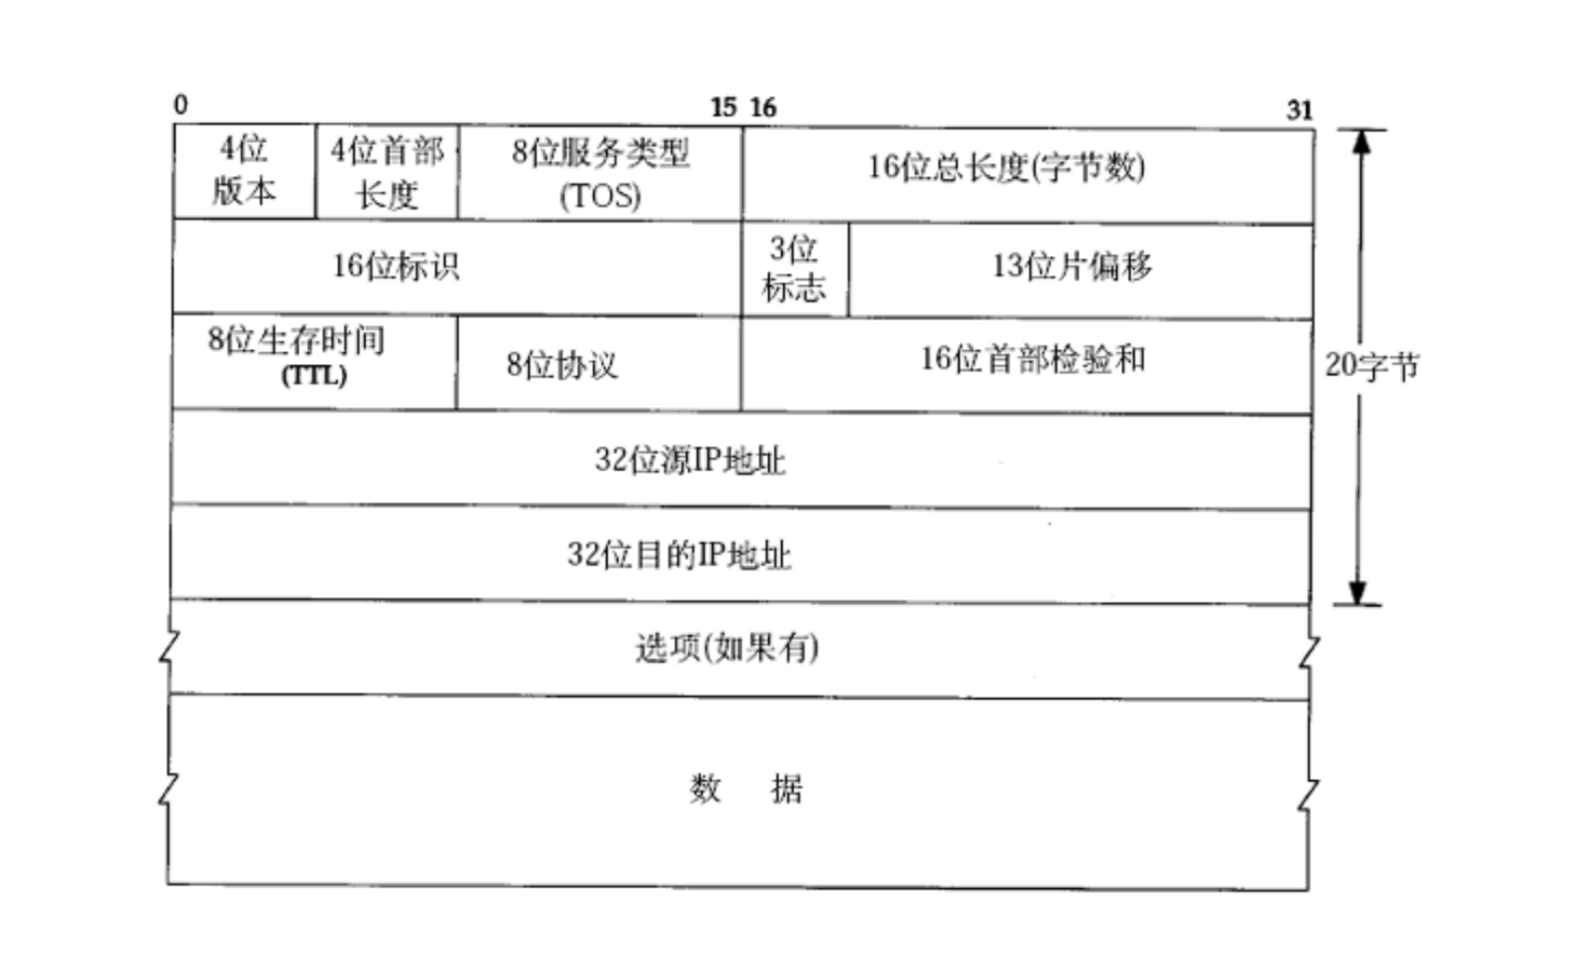 0 15 16 31
4位
版本
4位首部
长度
8位服务类型
(TOS)
16位总长度(字节数)
16位标识
3位
标志
13位片偏移
8位生存时间
(TTL)
8位协议
16位首部检验和
20字节
32位源IP地址
32位目的IP地址
选项(如果有)
数 据